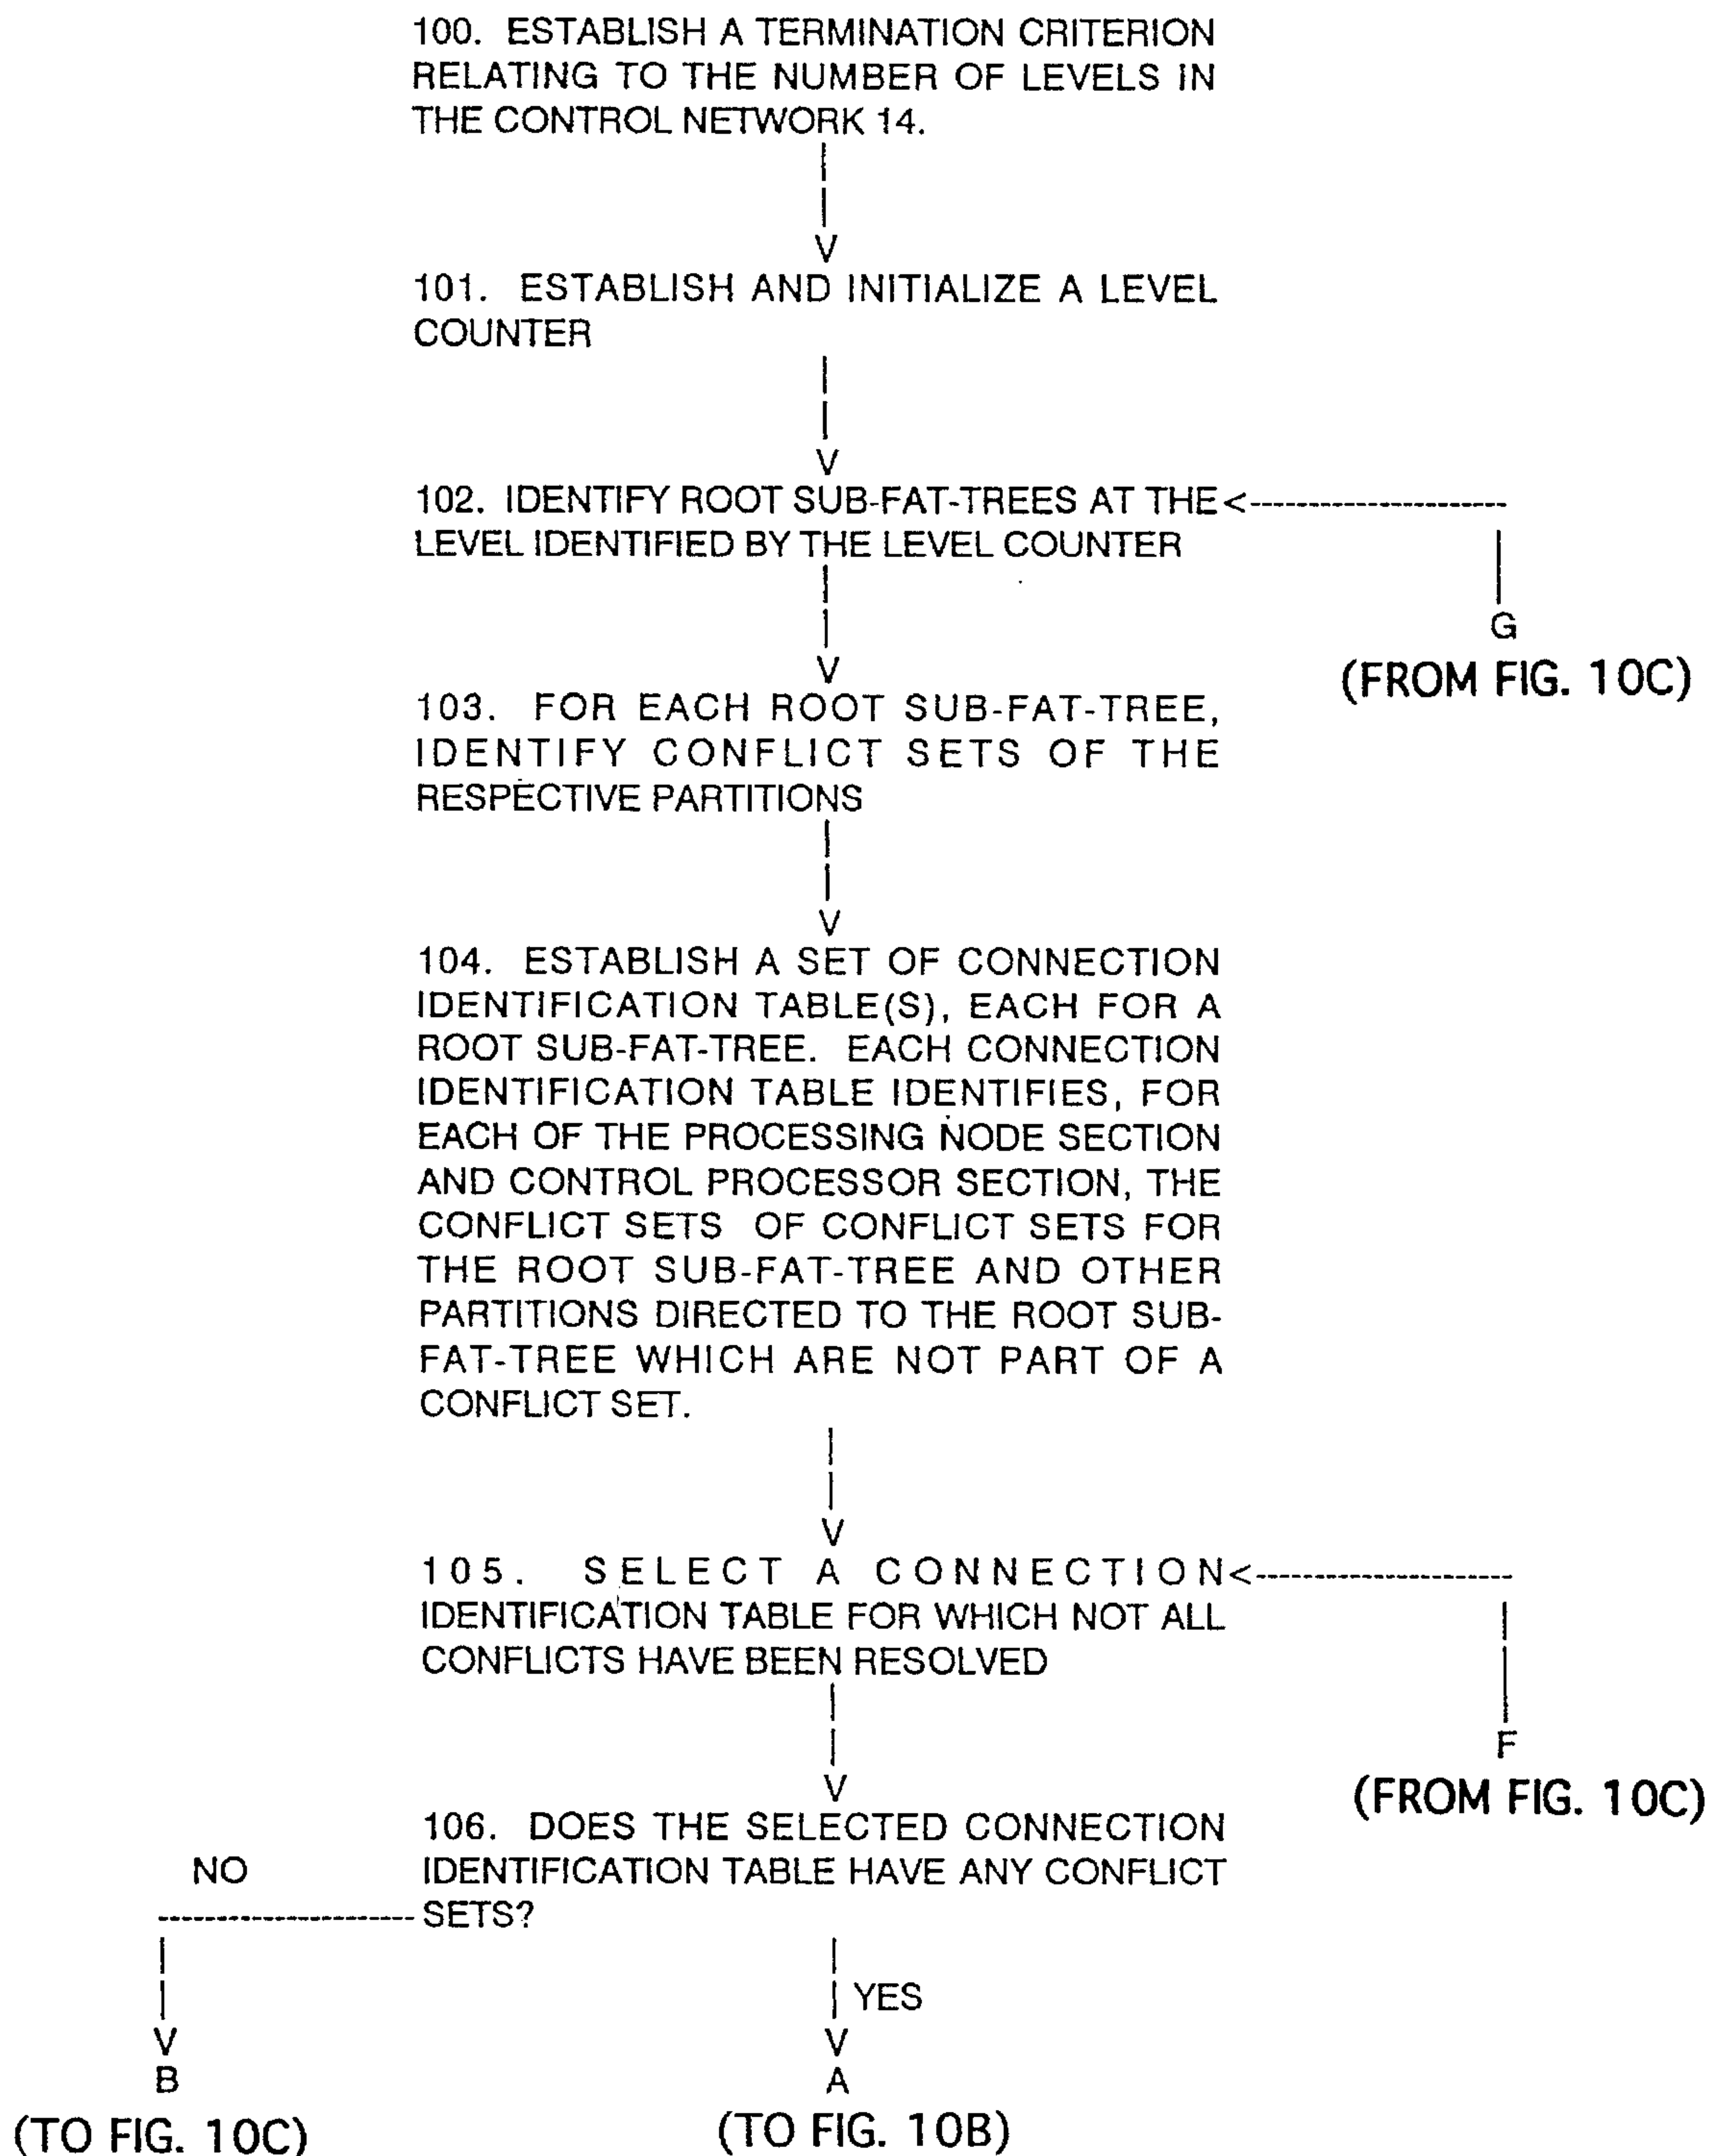 100. ESTABLISH A TERMINATION CRITERION
RELATING TO THE NUMBER OF LEVELS IN
THE CONTROL NETWORK 14.
V
101. ESTABLISH AND INITIALIZE A LEVEL
COUNTER
V
102. IDENTIFY ROOT SUB-FAT-TREES AT THE <--------------------
LEVEL IDENTIFIED BY THE LEVEL COUNTER
G
(FROM FIG. 10C)
V
103. FOR EACH ROOT SUB-FAT-TREE,
IDENTIFY CONFLICT SETS OF THE
RESPECTIVE PARTITIONS
V
104. ESTABLISH A SET OF CONNECTION
IDENTIFICATION TABLE(S), EACH FOR A
ROOT SUB-FAT-TREE. EACH CONNECTION
IDENTIFICATION TABLE IDENTIFIES, FOR
EACH OF THE PROCESSING NODE SECTION
AND CONTROL PROCESSOR SECTION, THE
CONFLICT SETS OF CONFLICT SETS FOR
THE ROOT SUB-FAT-TREE AND OTHER
PARTITIONS DIRECTED TO THE ROOT SUB-
FAT-TREE WHICH ARE NOT PART OF A
CONFLICT SET.
V
105. SELECT A CONNECTION <--------------------
IDENTIFICATION TABLE FOR WHICH NOT ALL
CONFLICTS HAVE BEEN RESOLVED
F
(FROM FIG. 10C)
V
106. DOES THE SELECTED CONNECTION
IDENTIFICATION TABLE HAVE ANY CONFLICT
SETS?
NO
YES
V
B
(TO FIG. 10C)
V
A
(TO FIG. 10B)